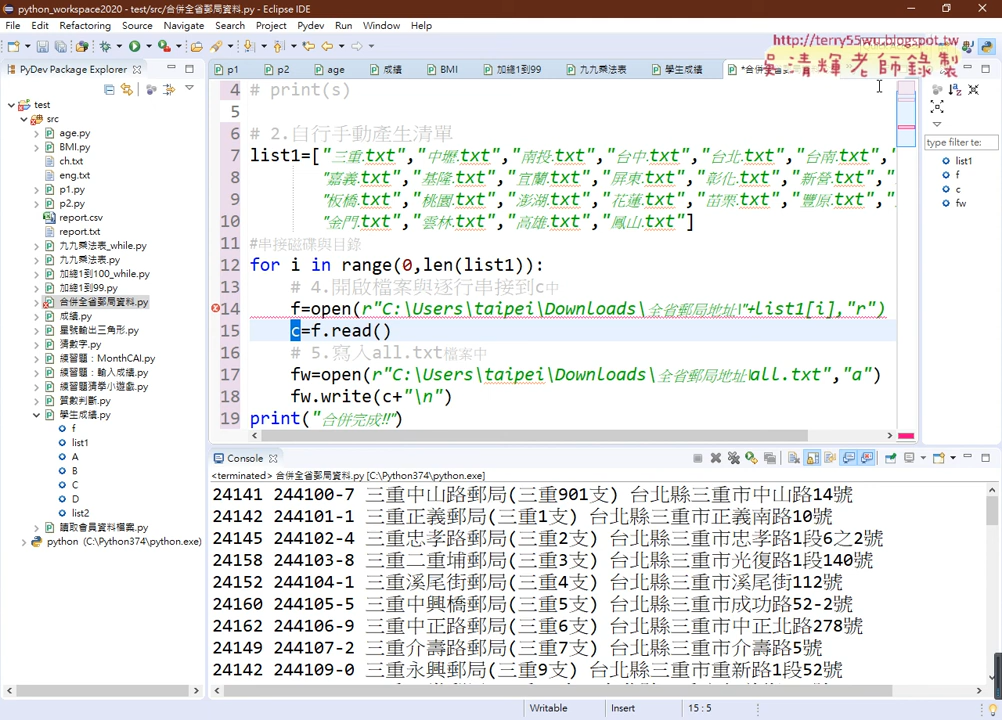 python_workspace2020 - test/src/合併全省郵局資料.py - Eclipse IDE
File Edit Refactoring Source Navigate Search Project Pydev Run Window Help
http://terry55wu.blogspot.tw
吳清輝老師錄製
PyDev Package Explorer
p1 p2 age 成績 BMI 加總1到99 九九乘法表 學生成績
test
src
age.py
BMI.py
ch.txt
eng.txt
p1.py
p2.py
report.csv
report.txt
九九乘法表_while.py
九九乘法表.py
加總1到100_while.py
加總1到99.py
合併全省郵局資料.py
成績.py
星號輸出三角形.py
猜數字.py
練習題：MonthCAI.py
練習題：輸入成績.py
練習題猜學小遊戲.py
質數判斷.py
學生成績.py
f
list1
A
B
C
D
list2
讀取會員資料檔案.py
python (C:\Python374\python.exe)
4 # print(s)
5
6 # 2.自行手動產生清單
7 list1=["三重.txt","中壢.txt","南投.txt","台中.txt","台北.txt","台南.txt","
8 "嘉義.txt","基隆.txt","宜蘭.txt","屏東.txt","彰化.txt","新營.txt","
9 "板橋.txt","桃園.txt","澎湖.txt","花蓮.txt","苗栗.txt","豐原.txt",
10 "金門.txt","雲林.txt","高雄.txt","鳳山.txt"]
11 #串接磁碟與目錄
12 for i in range(0,len(list1)):
13 # 4.開啟檔案與逐行串接到c中
14 f=open(r"C:\Users\taipei\Downloads\全省郵局地址\"+list1[i],"r")
15 c=f.read()
16 # 5.寫入all.txt檔案中
17 fw=open(r"C:\Users\taipei\Downloads\全省郵局地址\all.txt","a")
18 fw.write(c+"\n")
19 print("合併完成!!")
type filter te:
list1
f
c
fw
Console
<terminated> 合併全省郵局資料.py [C:\Python374\python.exe]
24141 244100-7 三重中山路郵局(三重901支) 台北縣三重市中山路14號
24142 244101-1 三重正義郵局(三重1支) 台北縣三重市正義南路10號
24145 244102-4 三重忠孝路郵局(三重2支) 台北縣三重市忠孝路1段6之2號
24158 244103-8 三重二重埔郵局(三重3支) 台北縣三重市光復路1段140號
24152 244104-1 三重溪尾街郵局(三重4支) 台北縣三重市溪尾街112號
24160 244105-5 三重中興橋郵局(三重5支) 台北縣三重市成功路52-2號
24162 244106-9 三重中正路郵局(三重6支) 台北縣三重市中正北路278號
24149 244107-2 三重介壽路郵局(三重7支) 台北縣三重市介壽路5號
24142 244109-0 三重永興郵局(三重9支) 台北縣三重市重新路1段52號
Writable Insert 15 : 5